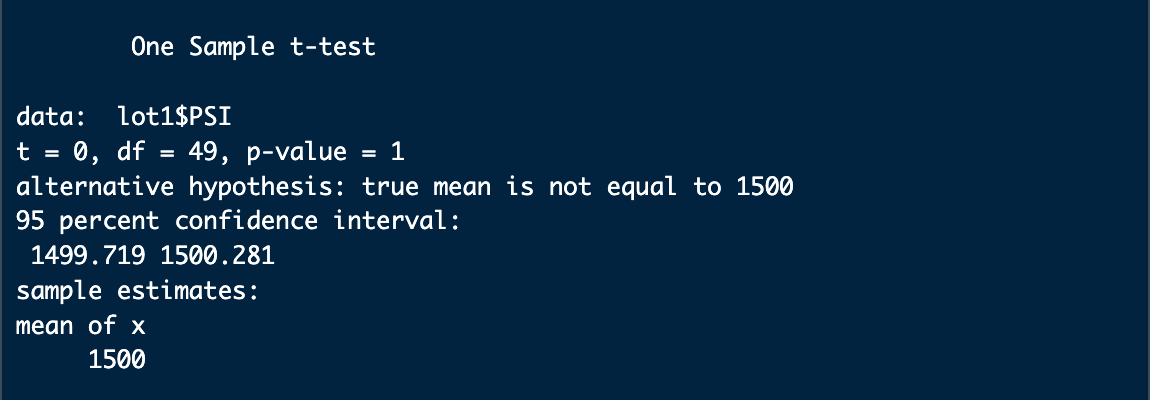 One Sample t-test
data:  lot1$PSI
t = 0, df = 49, p-value = 1
alternative hypothesis: true mean is not equal to 1500
95 percent confidence interval:
 1499.719 1500.281
sample estimates:
mean of x
     1500